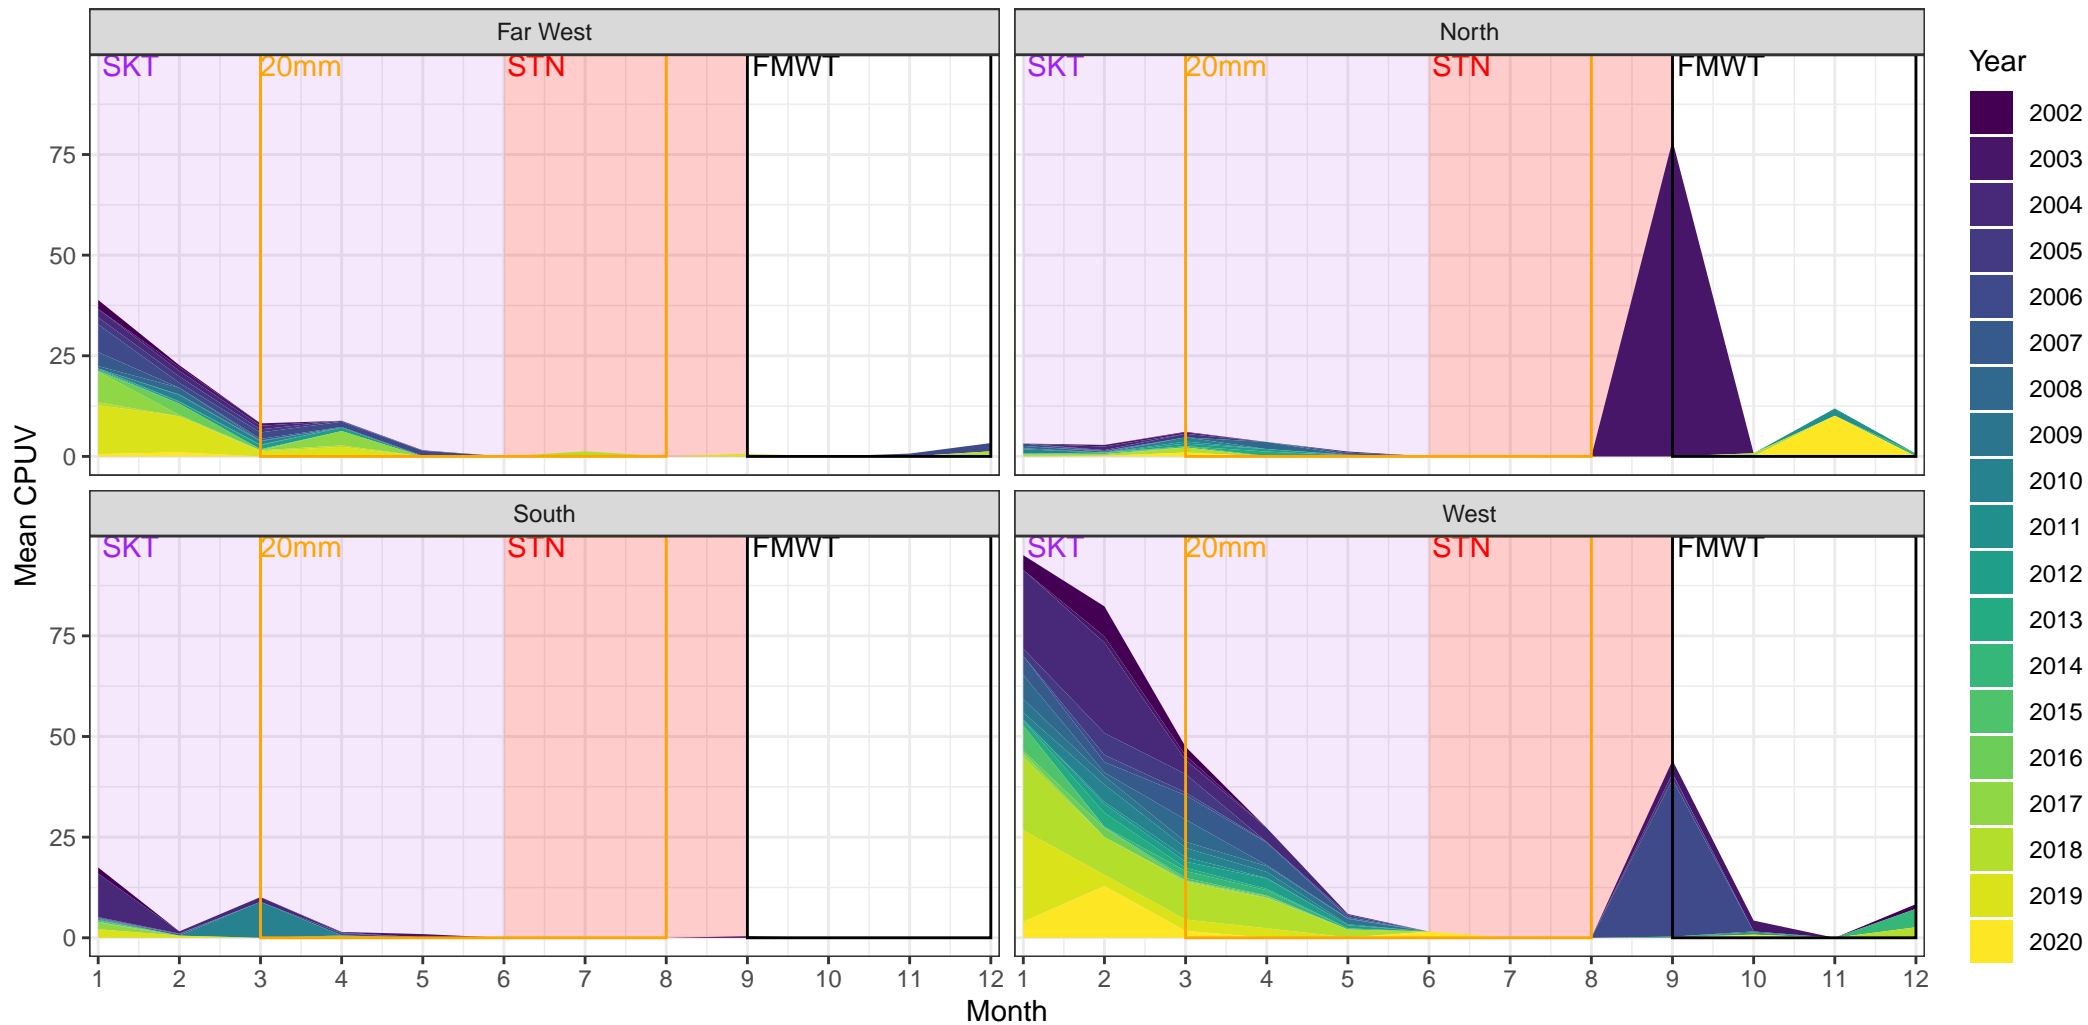 Far West
North
SKT 20mm STN FMWT
SKT 20mm STN FMWT
75
50
25
0
South
West
SKT 20mm STN FMWT
SKT 20mm STN FMWT
75
50
25
0
1 2 3 4 5 6 7 8 9 10 11 12
1 2 3 4 5 6 7 8 9 10 11 12
Mean CPUV
Month
Year
2002
2003
2004
2005
2006
2007
2008
2009
2010
2011
2012
2013
2014
2015
2016
2017
2018
2019
2020